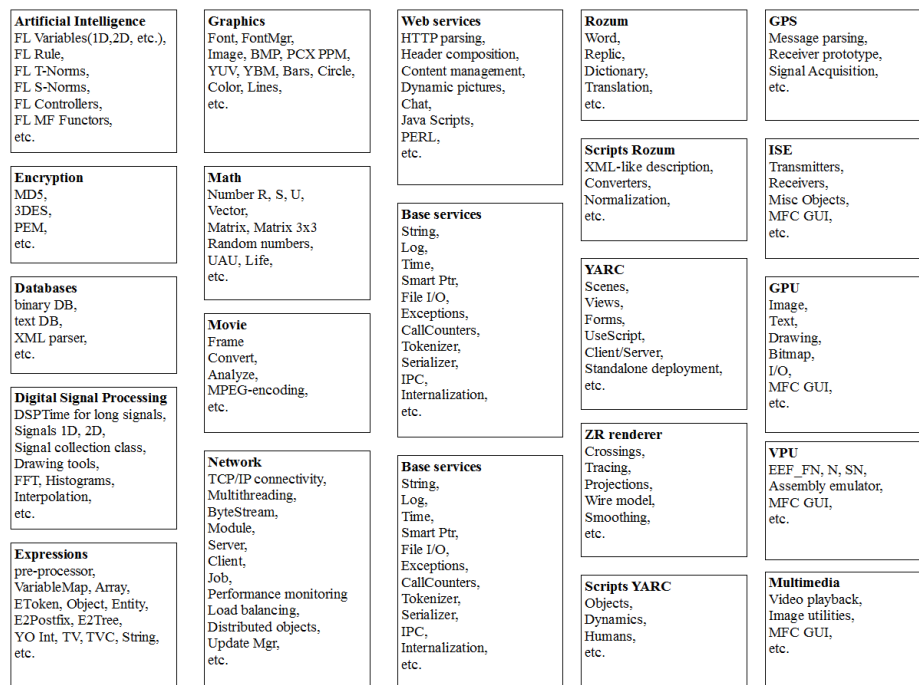 Artificial Intelligence
FL Variables(1D,2D, etc.),
FL Rule,
FL T-Norms,
FL S-Norms,
FL Controllers,
FL MF Functors,
etc.
Encryption
MD5,
3DES,
PEM,
etc.
Databases
binary DB,
text DB,
XML parser,
etc.
Digital Signal Processing
DSPTime for long signals,
Signals 1D, 2D,
Signal collection class,
Drawing tools,
FFT, Histograms,
Interpolation,
etc.
Expressions
pre-processor,
VariableMap, Array,
EToken, Object, Entity,
E2Postfix, E2Tree,
YO Int, TV, TVC, String,
etc.
Graphics
Font, FontMgr,
Image, BMP, PCX PPM,
YUV, YBM, Bars, Circle,
Color, Lines,
etc.
Math
Number R, S, U,
Vector,
Matrix, Matrix 3x3
Random numbers,
UAU, Life,
etc.
Movie
Frame
Convert,
Analyze,
MPEG-encoding,
etc.
Network
TCP/IP connectivity,
Multithreading,
ByteStream,
Module,
Server,
Client,
Job,
Performance monitoring
Load balancing,
Distributed objects,
Update Mgr,
etc.
Web services
HTTP parsing,
Header composition,
Content management,
Dynamic pictures,
Chat,
Java Scripts,
PERL,
etc.
Base services
String,
Log,
Time,
Smart Ptr,
File I/O,
Exceptions,
CallCounters,
Tokenizer,
Serializer,
IPC,
Internalization,
etc.
Base services
String,
Log,
Time,
Smart Ptr,
File I/O,
Exceptions,
CallCounters,
Tokenizer,
Serializer,
IPC,
Internalization,
etc.
Rozum
Word,
Replic,
Dictionary,
Translation,
etc.
Scripts Rozum
XML-like description,
Converters,
Normalization,
etc.
YARC
Scenes,
Views,
Forms,
UseScript,
Client/Server,
Standalone deployment,
etc.
ZR renderer
Crossings,
Tracing,
Projections,
Wire model,
Smoothing,
etc.
Scripts YARC
Objects,
Dynamics,
Humans,
etc.
GPS
Message parsing,
Receiver prototype,
Signal Acquisition,
etc.
ISE
Transmitters,
Receivers,
Misc Objects,
MFC GUI,
etc.
GPU
Image,
Text,
Drawing,
Bitmap,
I/O,
MFC GUI,
etc.
VPU
EEF_FN, N, SN,
Assembly emulator,
MFC GUI,
etc.
Multimedia
Video playback,
Image utilities,
MFC GUI,
etc.